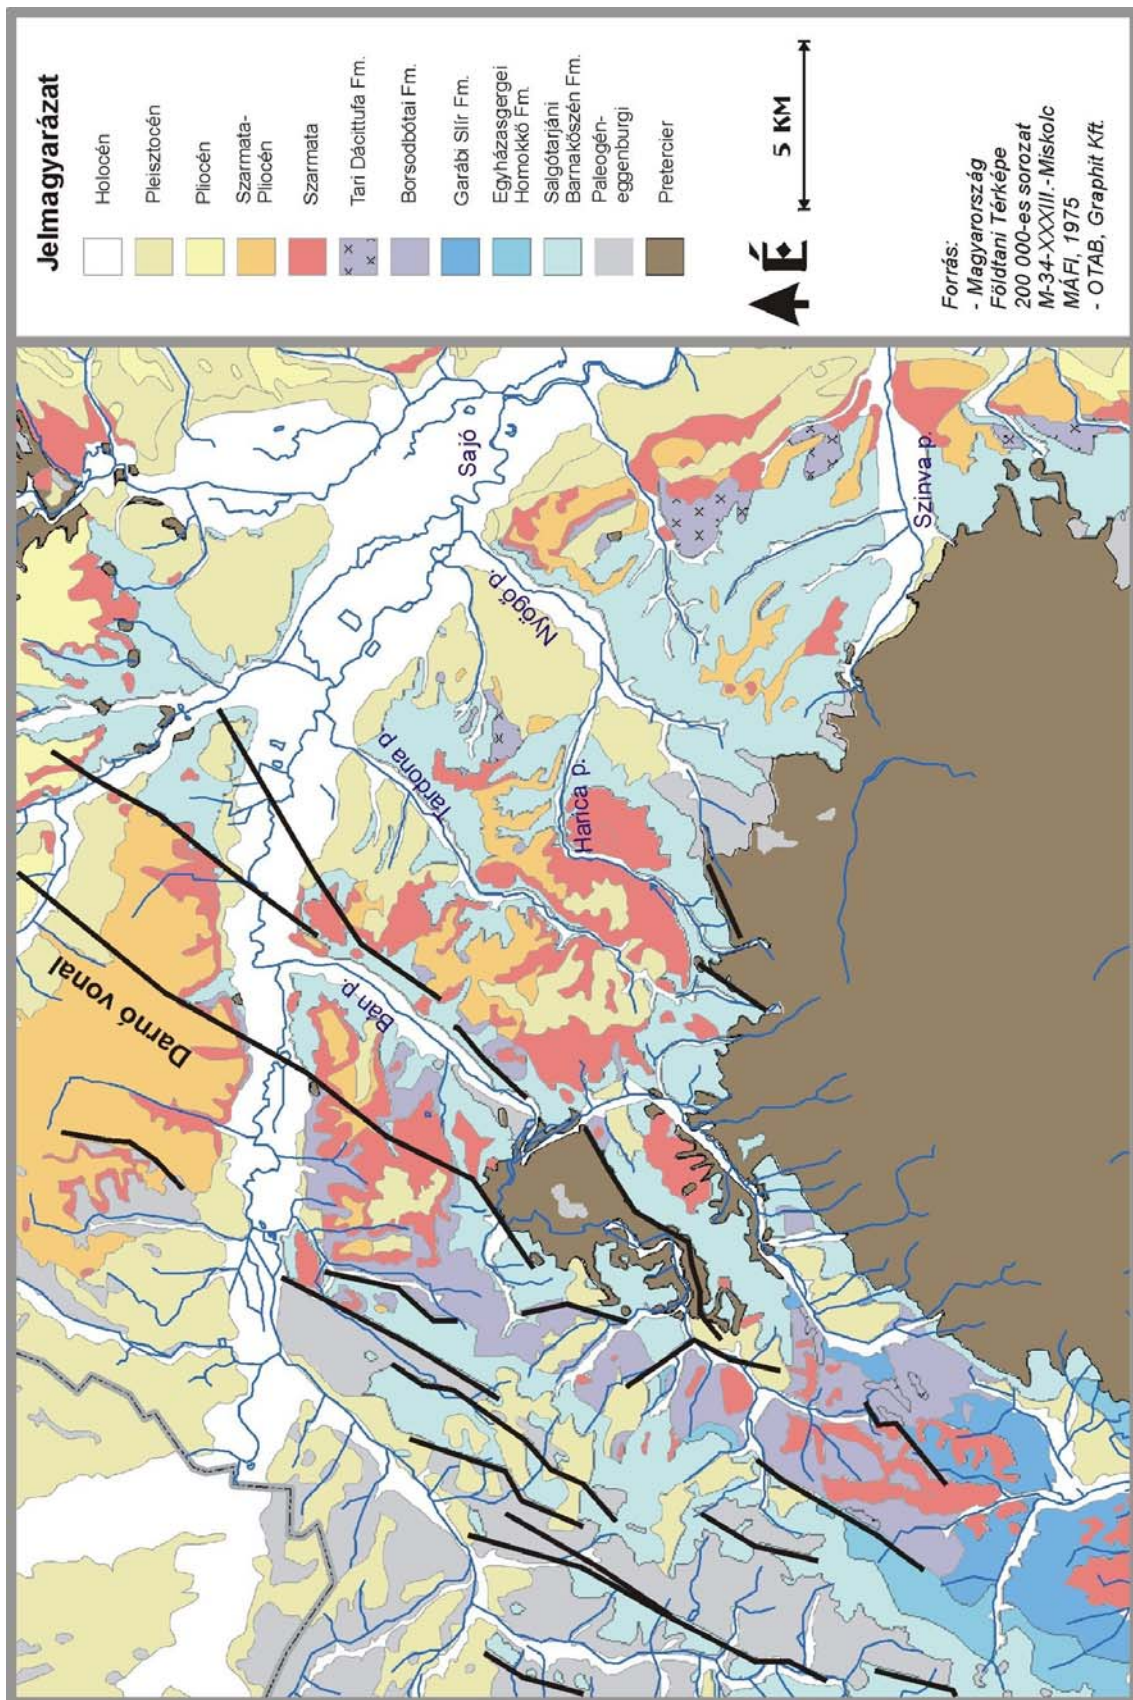 Jelmagyarázat
Holocén
Pleisztocén
Pliocén
Szarmata-
Pliocén
Szarmata
Tari Dácittufa Fm.
Borsodbótai Fm.
Garábi Slír Fm.
Egyházasgergei
Homokkő Fm.
Salgótarjáni
Barnakőszén Fm.
Paleogén-
eggenburgi
Pretercier
É
5 KM
Forrás:
- Magyarország
Földtani Térképe
200 000-es sorozat
M-34-XXXIII.-Miskolc
MÁFI, 1975
- OTAB, Graphit Kft.
Darnó vonal
Bán p.
Tardona p.
Harica p.
Nyögő p.
Sajó
Szinva p.